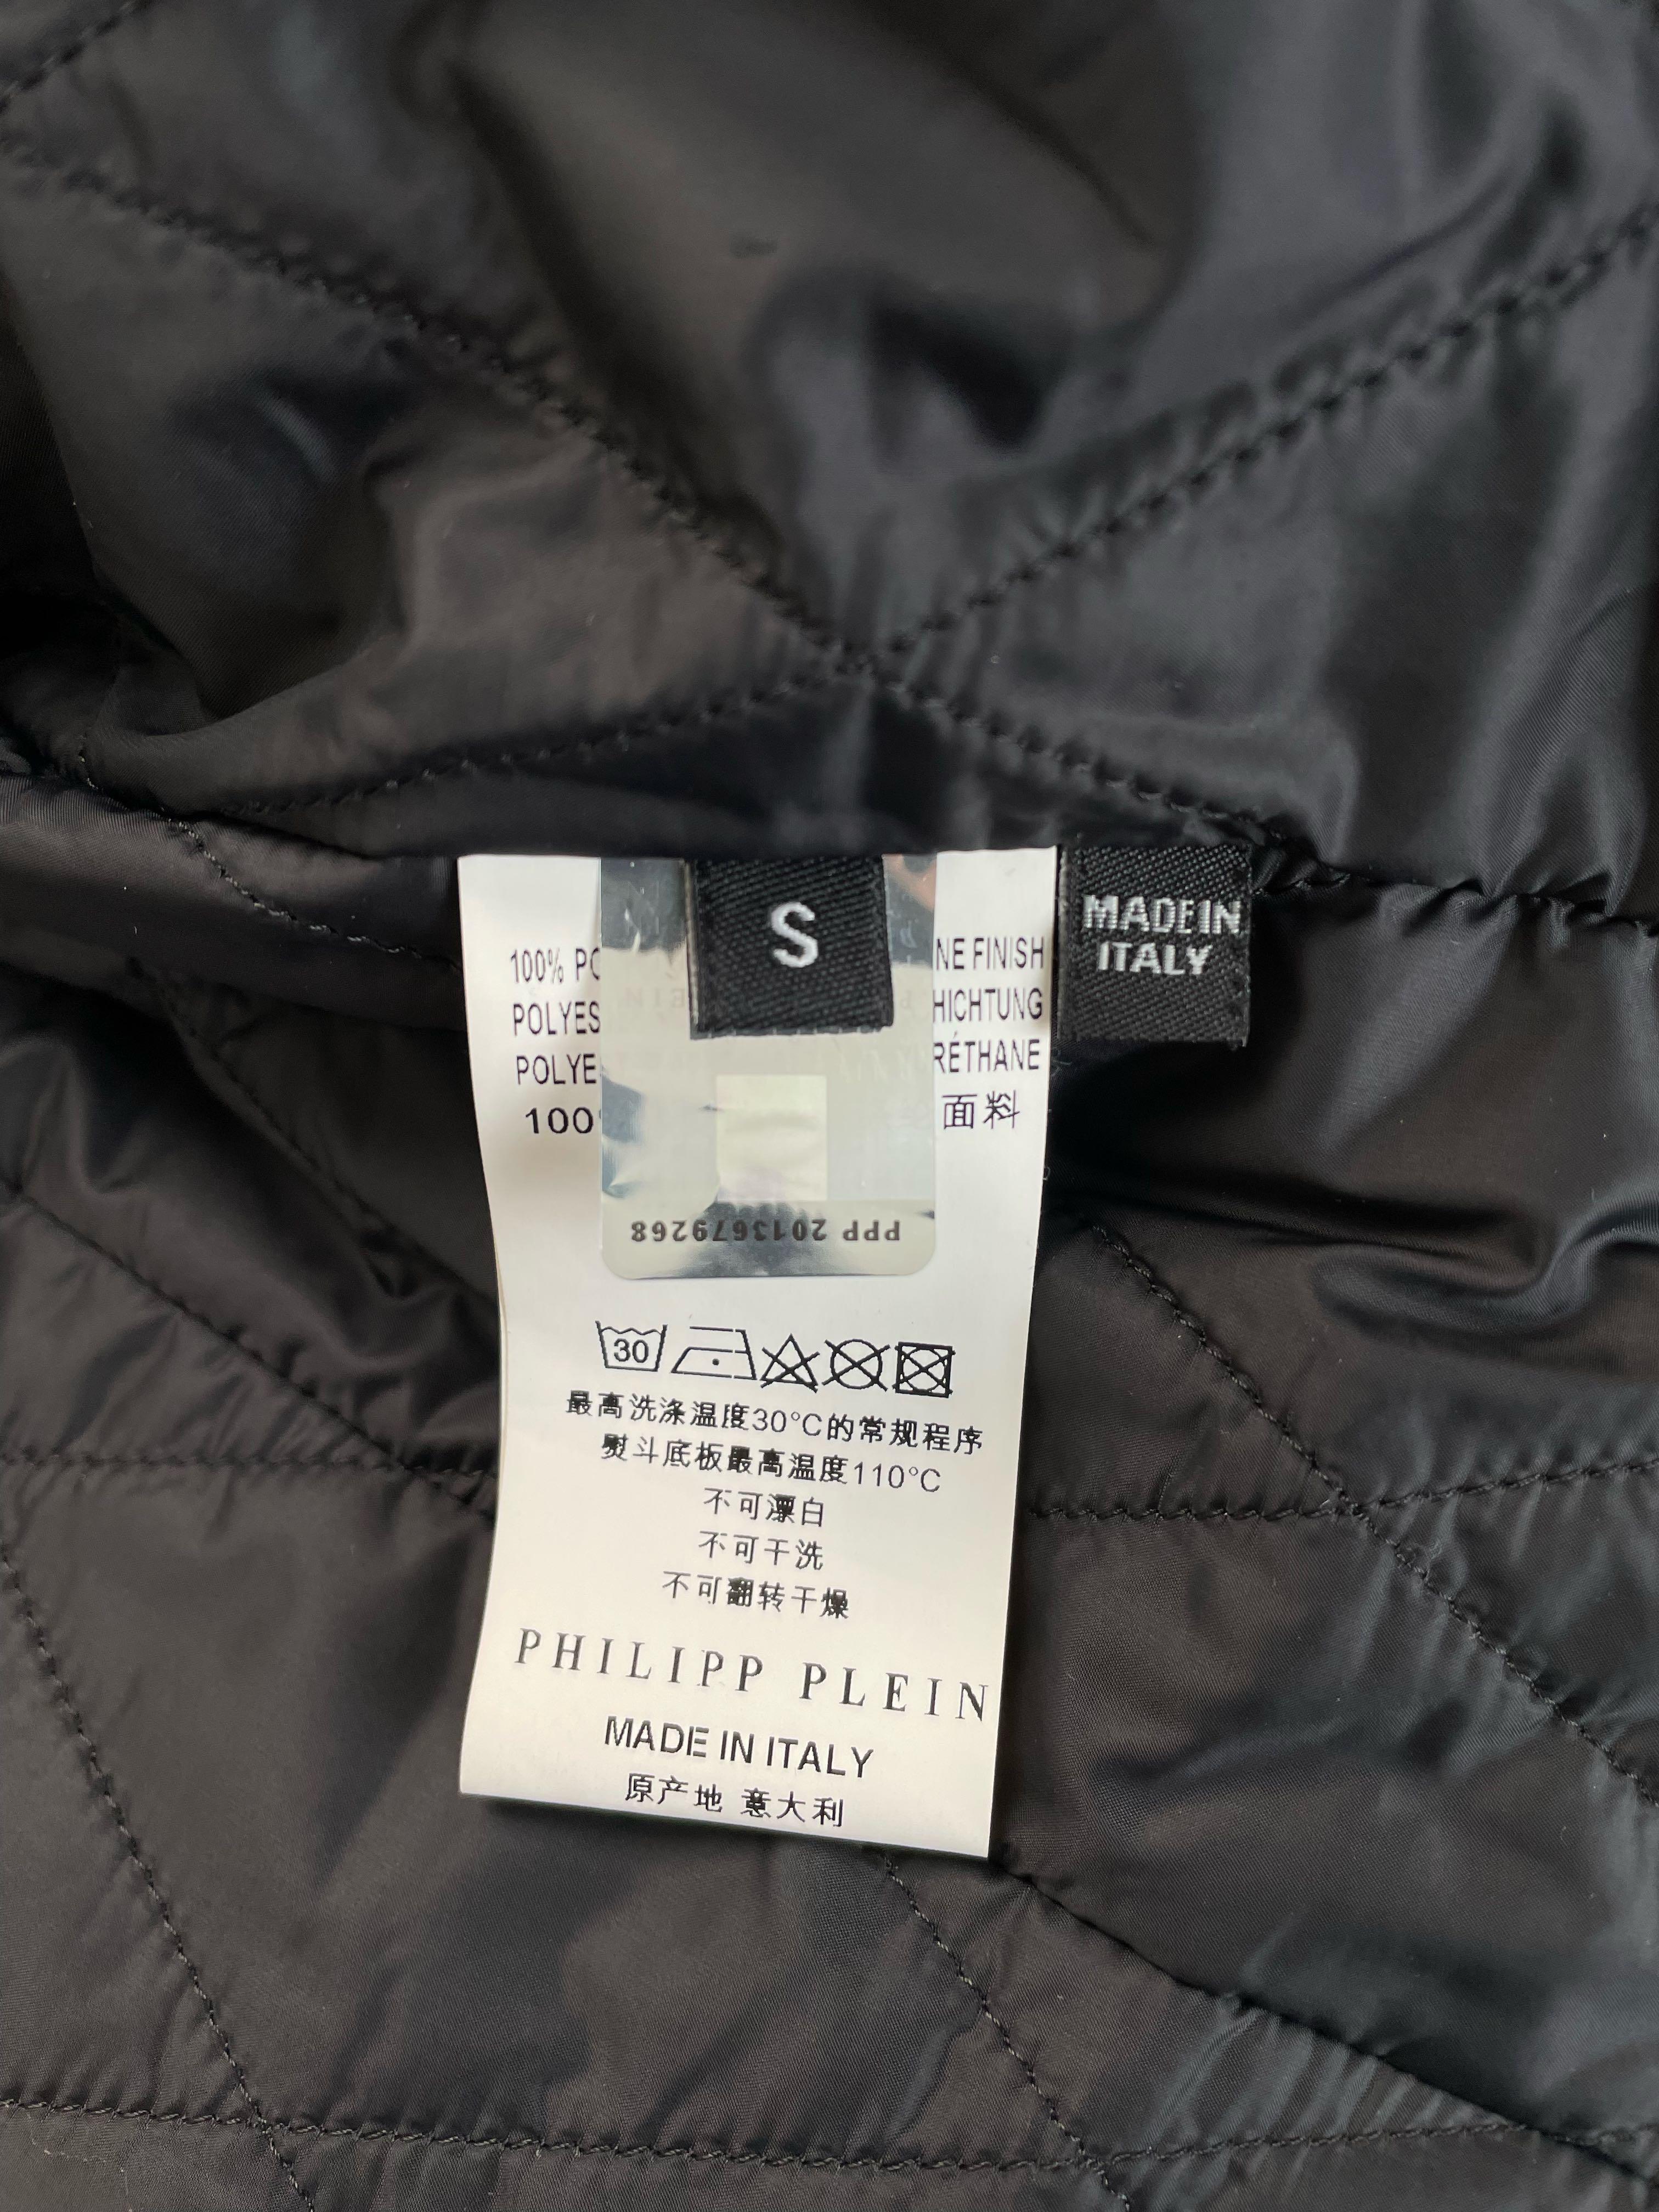 S
MADE IN
ITALY
100% PO
NE FINISH
POLYES
HICHTUNG
POLYE
RÉTHANE
100
面料
PPP 2013679268
30
最高洗涤温度30°C的常规程序
熨斗底板最高温度110°C
不可漂白
不可干洗
不可翻转干燥
PHILIPP PLEIN
MADE IN ITALY
原产地 意大利